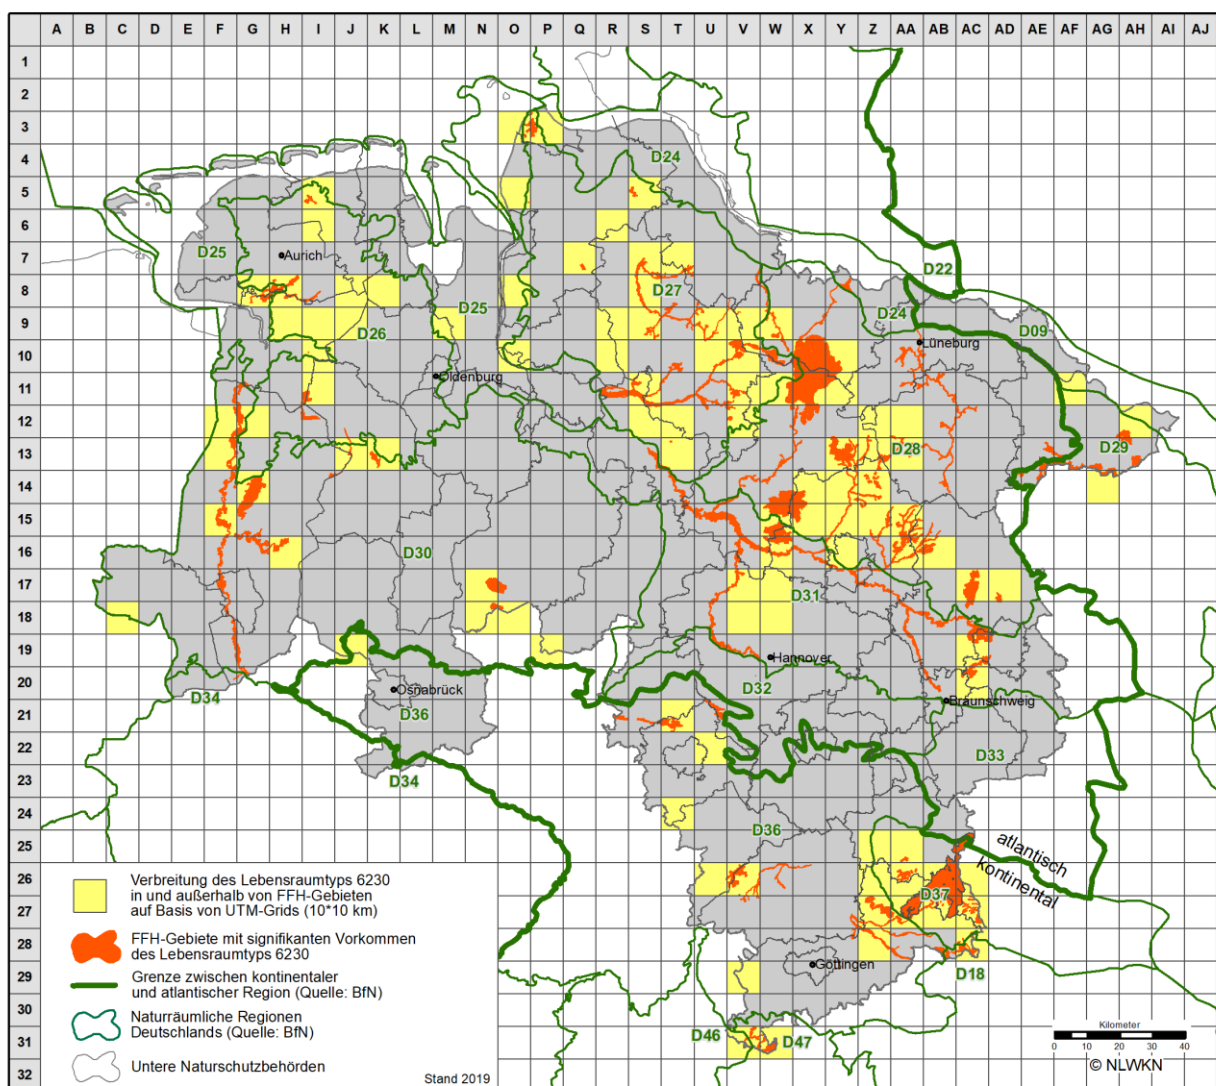 A B C D E F G H I J K L M N O P Q R S T U V W X Y Z AA AB AC AD AE AF AG AH AI AJ
1
2
3
4
D24
5
6
D25
7
Aurich
D22
8
D27
D25
D24
9
D26
D09
10
Lüneburg
11
Oldenburg
12
13
D28
D29
14
15
16
D30
17
D31
18
19
Hannover
20
D34
Osnabrück
D32
Braunschweig
21
D36
22
D33
23
D34
24
D36
25
atlantisch
kontinental
26
Verbreitung des Lebensraumtyps 6230
in und außerhalb von FFH-Gebieten
auf Basis von UTM-Grids (10*10 km)
D37
27
28
FFH-Gebiete mit signifikanten Vorkommen
des Lebensraumtyps 6230
29
Göttingen
D18
Grenze zwischen kontinentaler
und atlantischer Region (Quelle: BfN)
30
Naturräumliche Regionen
Deutschlands (Quelle: BfN)
31
D46
D47
Kilometer
0 5 10 20 30 40
32
Untere Naturschutzbehörden
Stand 2019
© NLWKN